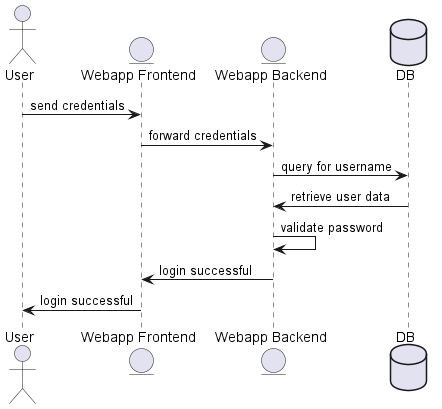 User
Webapp Frontend
Webapp Backend
DB
send credentials
forward credentials
query for username
retrieve user data
validate password
login successful
login successful
User
Webapp Frontend
Webapp Backend
DB